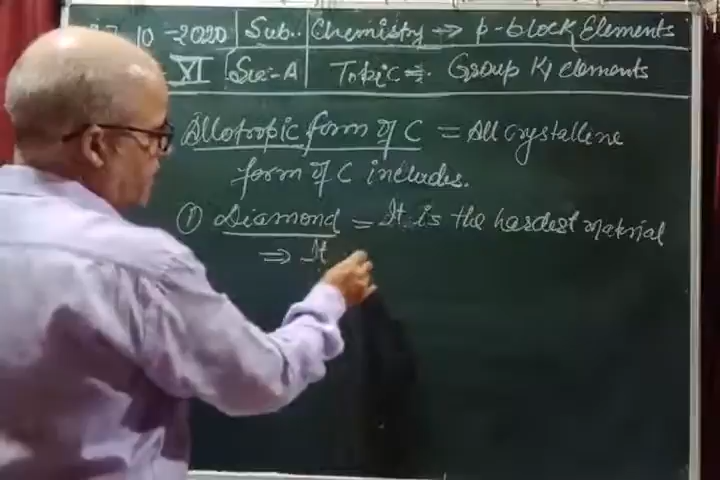 10 -2020 Sub.. Chemistry → p-block Elements
XI Sec-A Topic ⇒ Group 14 elements
Allotropic form of C = All crystalline
form of C includes.
① Diamond = It is the hardest material
⇒ It